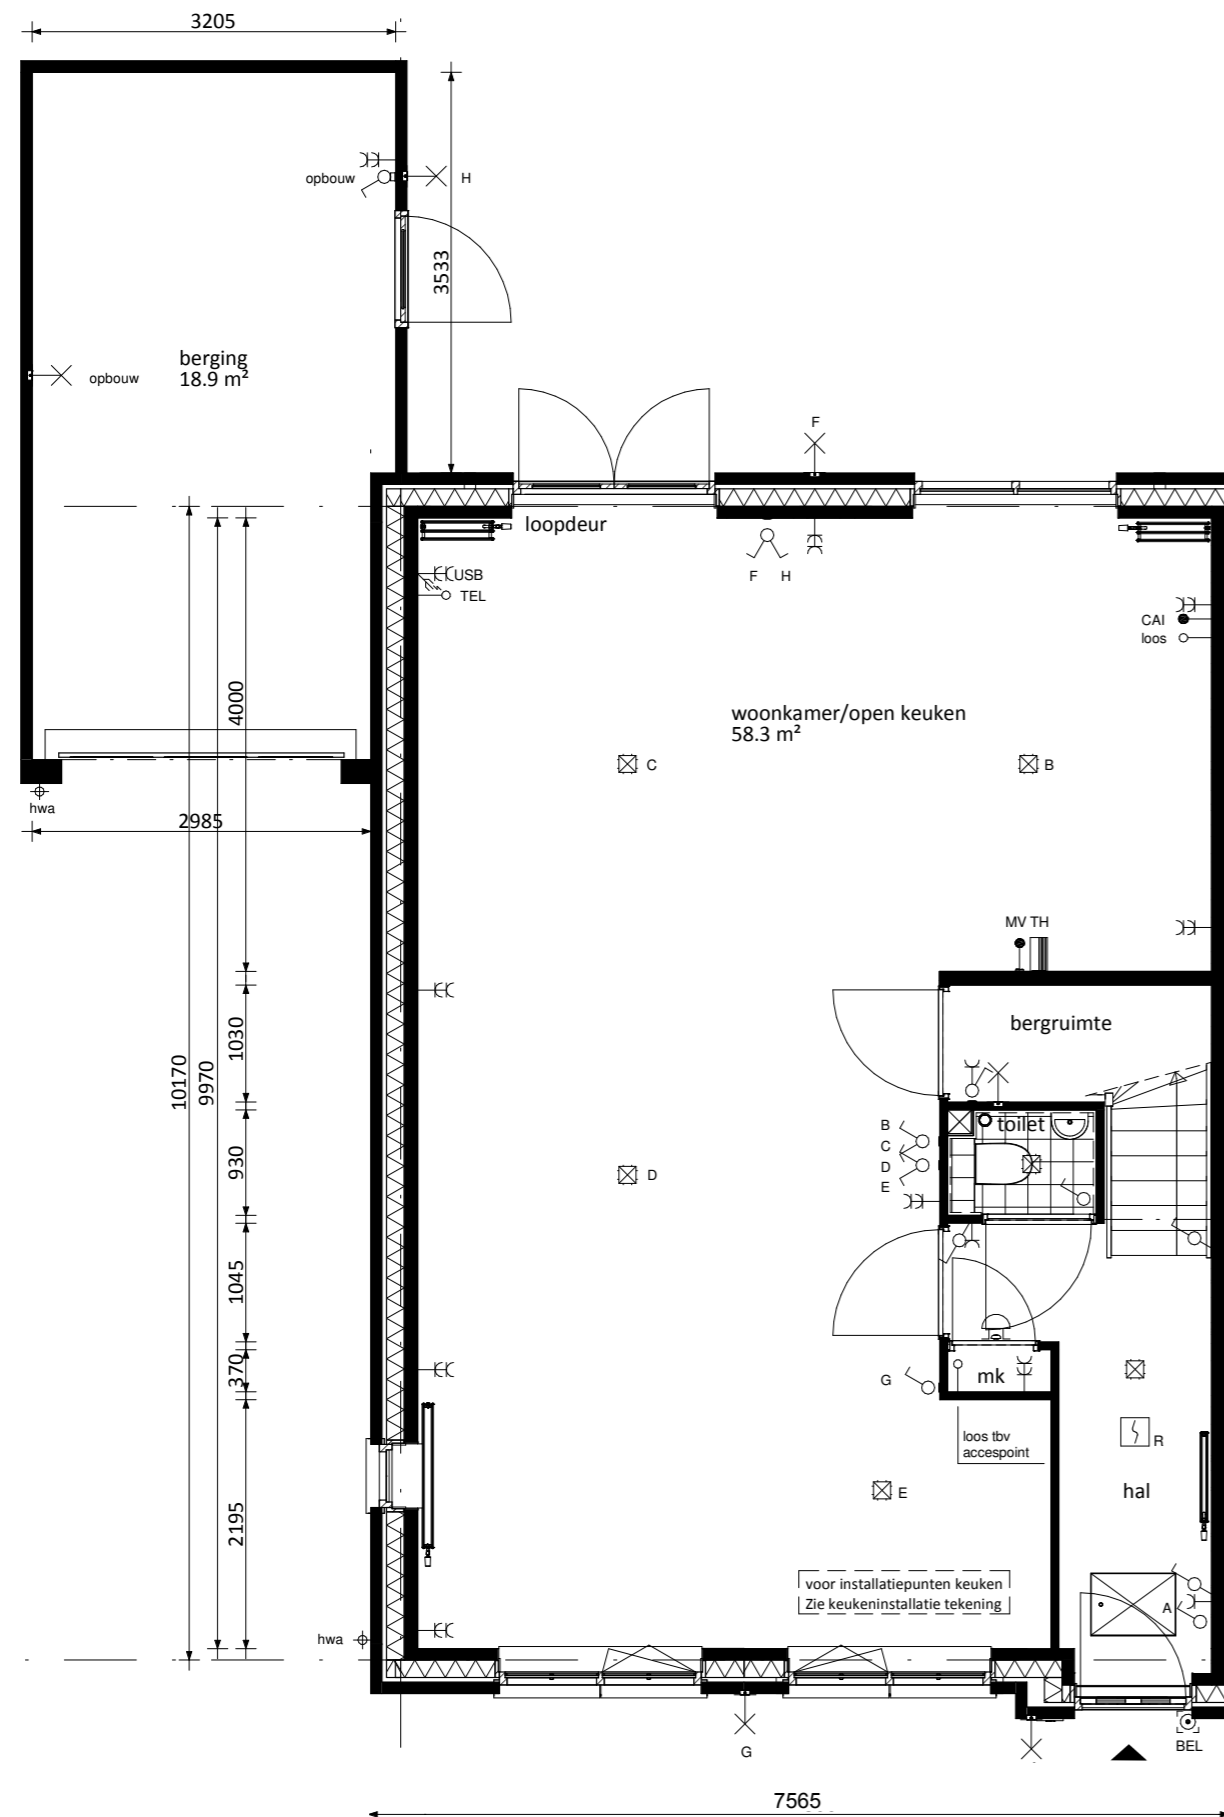 3205
opbouw
H
3533
berging
18.9 m²
opbouw
F
loopdeur
F H
USB
TEL
CAI
loos
4000
woonkamer/open keuken
58.3 m²
C
B
hwa
2985
MV TH
bergruimte
1030
10170
9970
toilet
B
C
D
E
930
D
1045
370
G
mk
loos tbv
accespoint
R
E
hal
2195
voor installatiepunten keuken
Zie keukeninstallatie tekening
A
hwa
G
BEL
7565